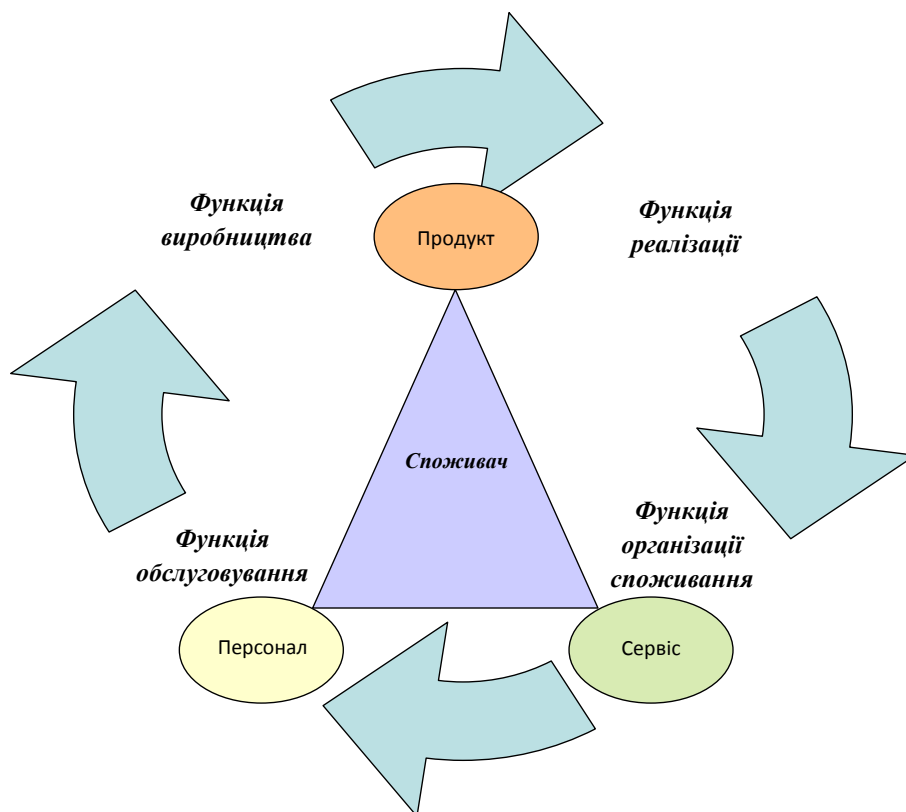 Функція
виробництва
Продукт
Функція
реалізації
Споживач
Функція
обслуговування
Функція
організації
споживання
Персонал
Сервіс